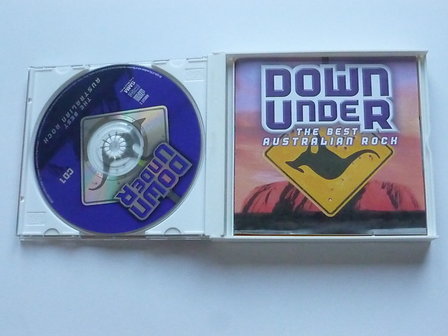 DOWN
UNDER
THE BEST
AUSTRALIAN ROCK
DOWN
UNDER
THE BEST
AUSTRALIAN ROCK
CD1